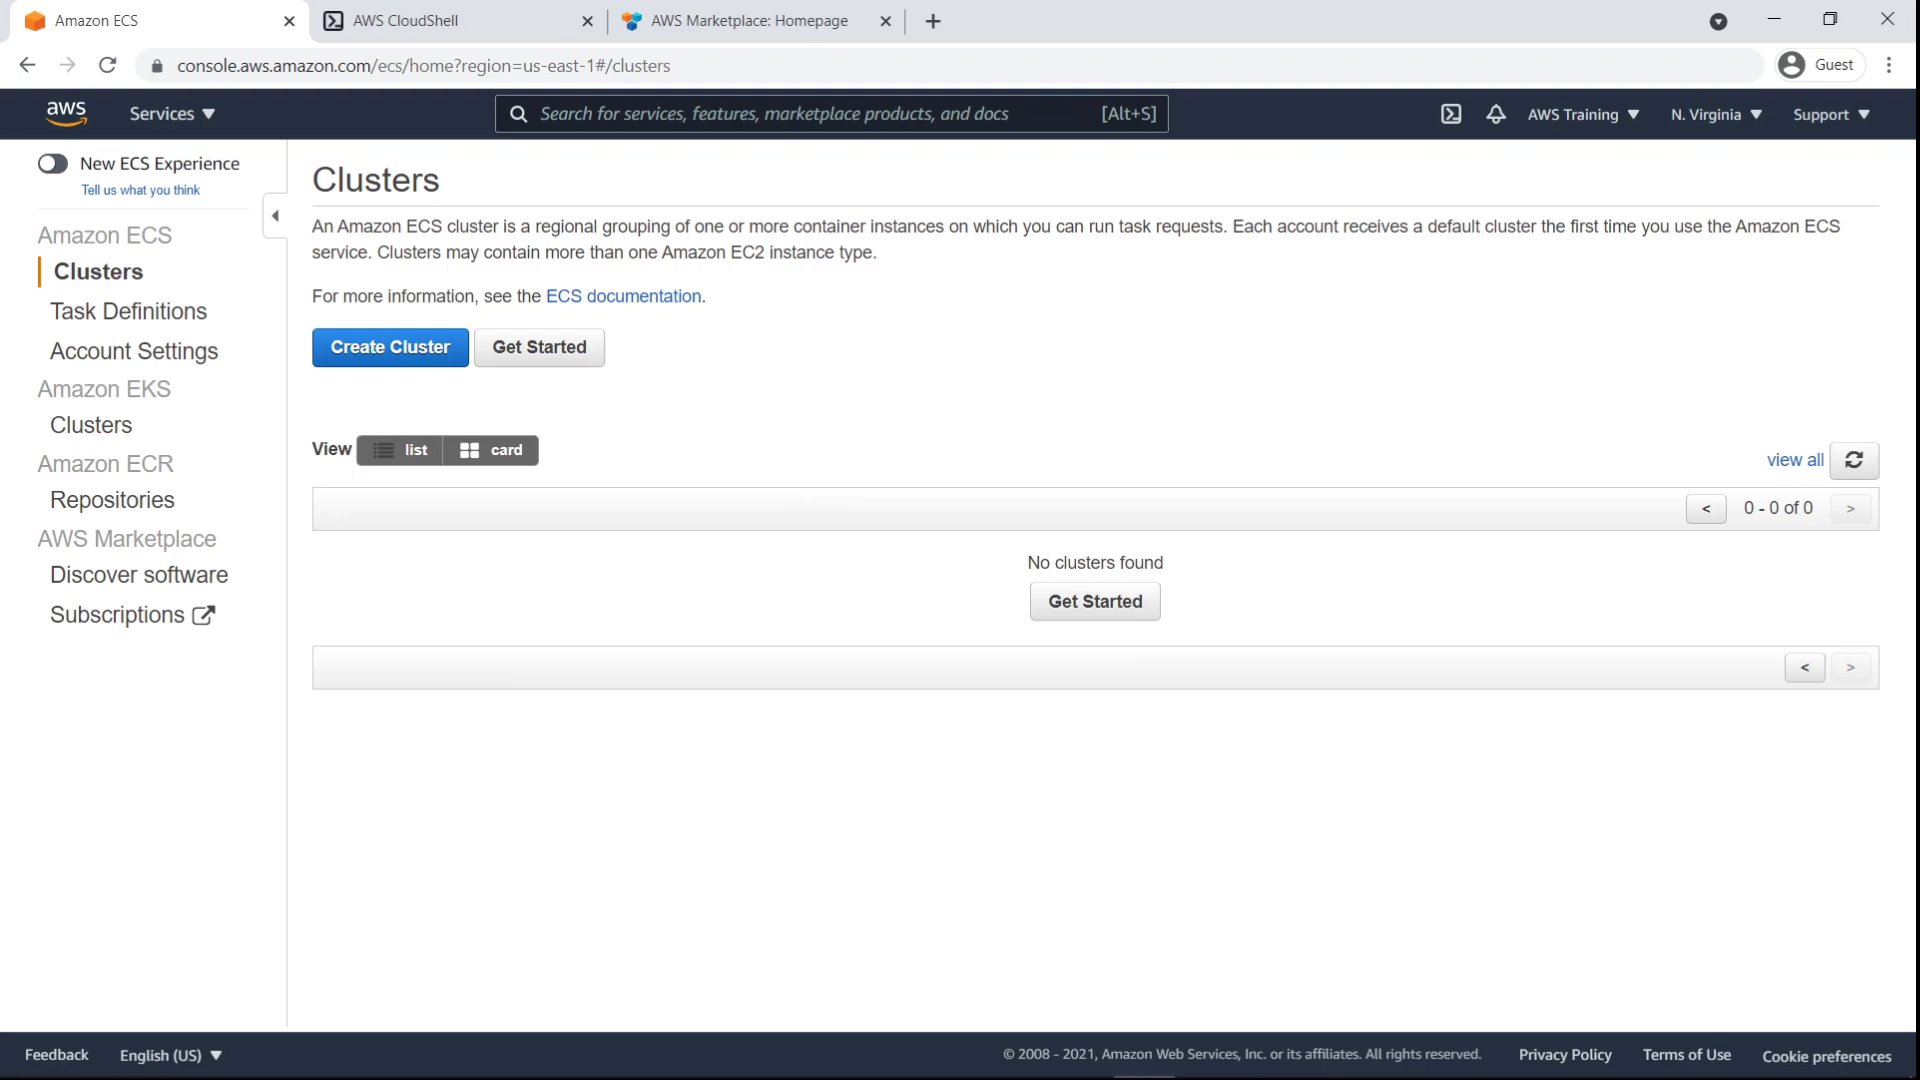 Amazon ECS
AWS CloudShell
AWS Marketplace: Homepage
console.aws.amazon.com/ecs/home?region=us-east-1#/clusters
Guest
aws
Services
Search for services, features, marketplace products, and docs
[Alt+S]
AWS Training
N. Virginia
Support
New ECS Experience
Tell us what you think
Amazon ECS
Clusters
Task Definitions
Account Settings
Amazon EKS
Clusters
Amazon ECR
Repositories
AWS Marketplace
Discover software
Subscriptions
Clusters
An Amazon ECS cluster is a regional grouping of one or more container instances on which you can run task requests. Each account receives a default cluster the first time you use the Amazon ECS
service. Clusters may contain more than one Amazon EC2 instance type.
For more information, see the ECS documentation.
Create Cluster
Get Started
View
list
card
view all
<
0 - 0 of 0
>
No clusters found
Get Started
<
>
Feedback
English (US)
© 2008 - 2021, Amazon Web Services, Inc. or its affiliates. All rights reserved.
Privacy Policy
Terms of Use
Cookie preferences